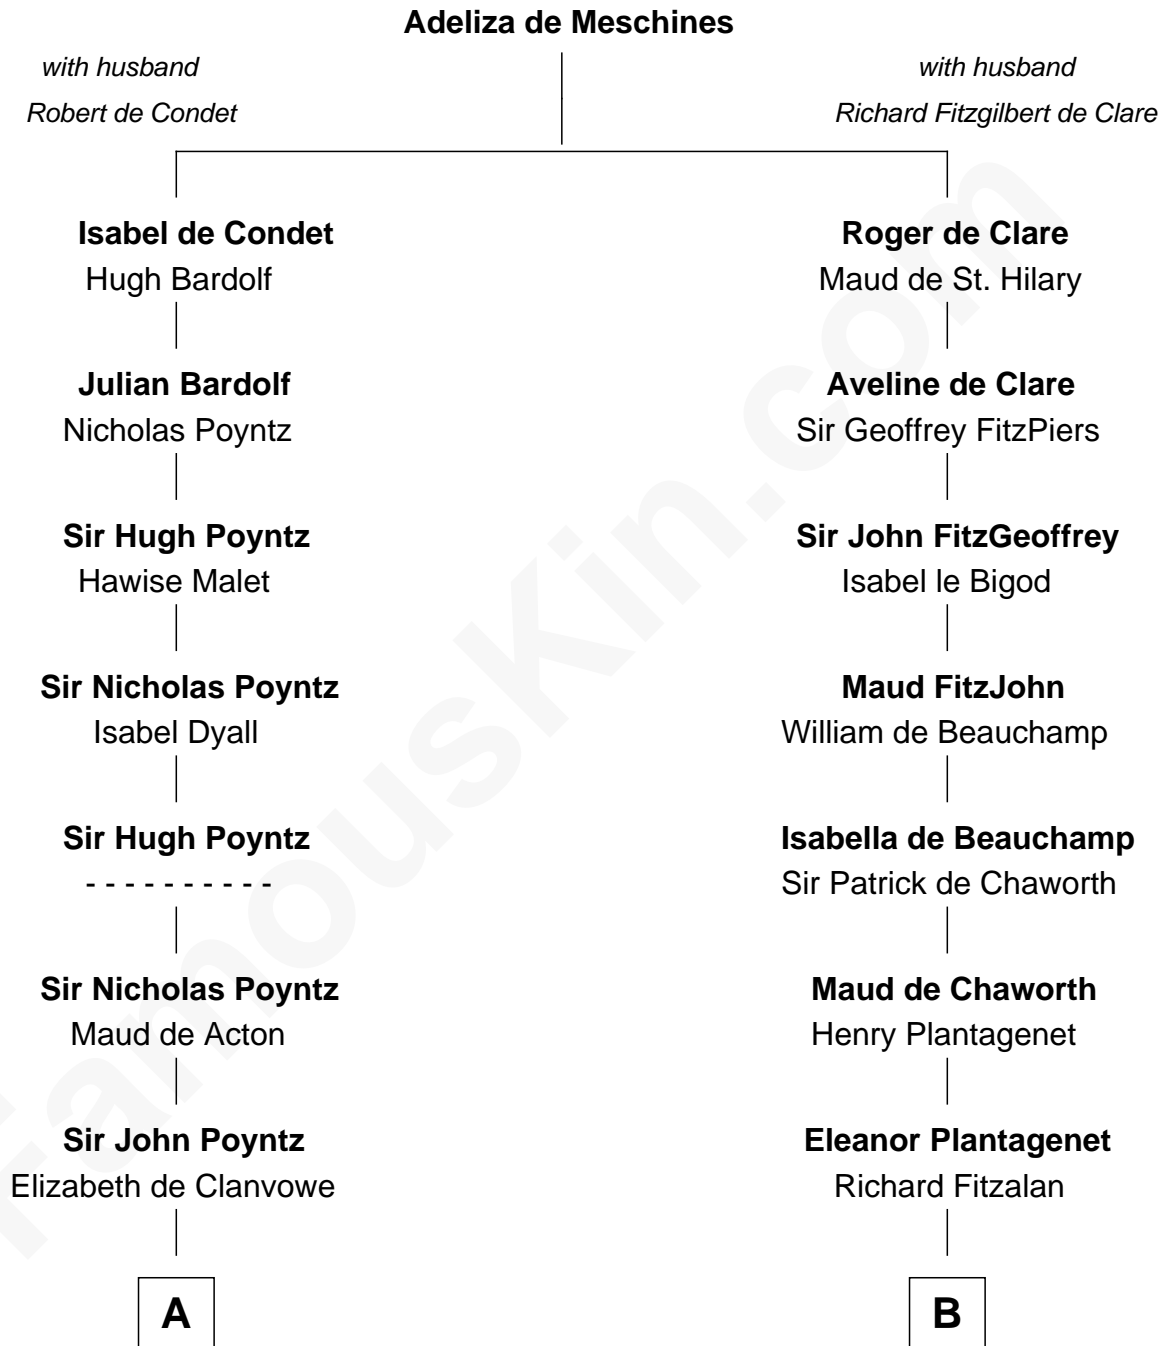 Adeliza de Meschines
with husband
Robert de Condet
with husband
Richard Fitzgilbert de Clare
Isabel de Condet
Hugh Bardolf
Roger de Clare
Maud de St. Hilary
Julian Bardolf
Nicholas Poyntz
Aveline de Clare
Sir Geoffrey FitzPiers
Sir Hugh Poyntz
Hawise Malet
Sir John FitzGeoffrey
Isabel le Bigod
Sir Nicholas Poyntz
Isabel Dyall
Maud FitzJohn
William de Beauchamp
Sir Hugh Poyntz
- - - - - - - - - -
Isabella de Beauchamp
Sir Patrick de Chaworth
Sir Nicholas Poyntz
Maud de Acton
Maud de Chaworth
Henry Plantagenet
Sir John Poyntz
Elizabeth de Clanvowe
Eleanor Plantagenet
Richard Fitzalan
A
B
FamousKin.com